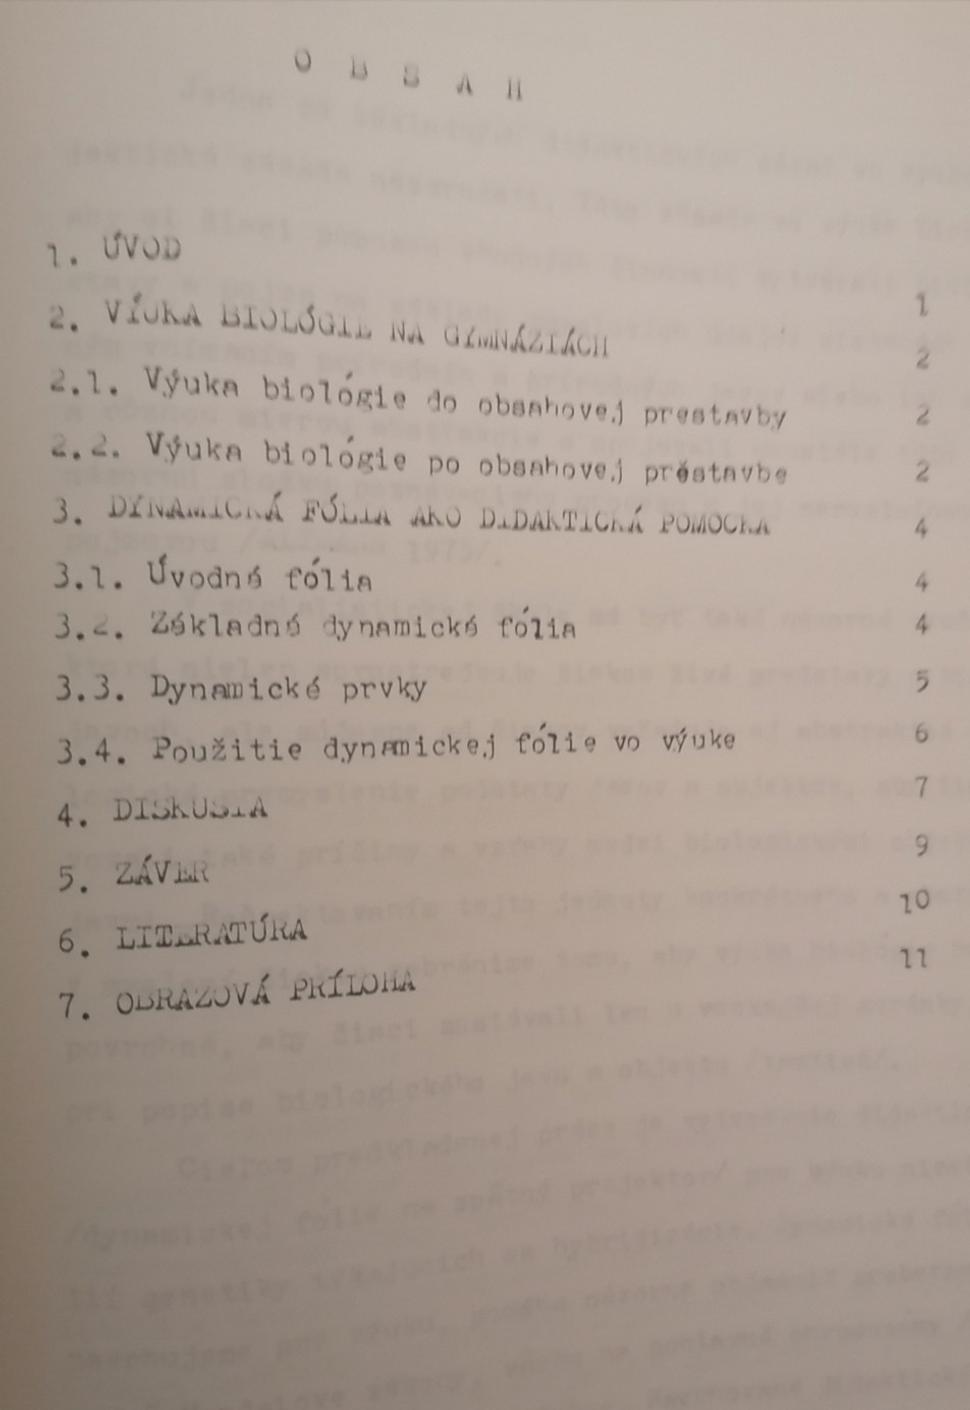 O B S A H
1. ÚVOD 1
2. VÝUKA BIOLÓGIE NA GYMNÁZIÁCH 2
2.1. Výuka biológie do obsahovej prestavby 2
2.2. Výuka biológie po obsahovej prestavbe 2
3. DYNAMICKÁ FÓLIA AKO DIDAKTICKÁ POMOCKA 4
3.1. Úvodná fólia 4
3.2. Základná dynamická fólia 4
3.3. Dynamické prvky 5
3.4. Použitie dynamickej fólie vo výuke 6
4. DISKUSIA 7
5. ZÁVER 9
6. LITERATÚRA 10
7. OBRAZOVÁ PRÍLOHA 11